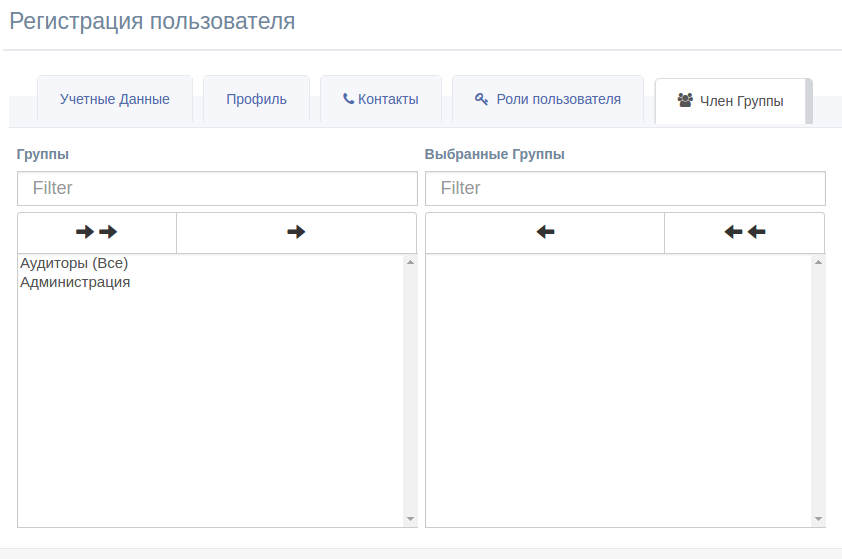 Регистрация пользователя
Учетные Данные
Профиль
Контакты
Роли пользователя
Член Группы
Группы
Выбранные Группы
Filter
Filter
Аудиторы (Все)
Администрация